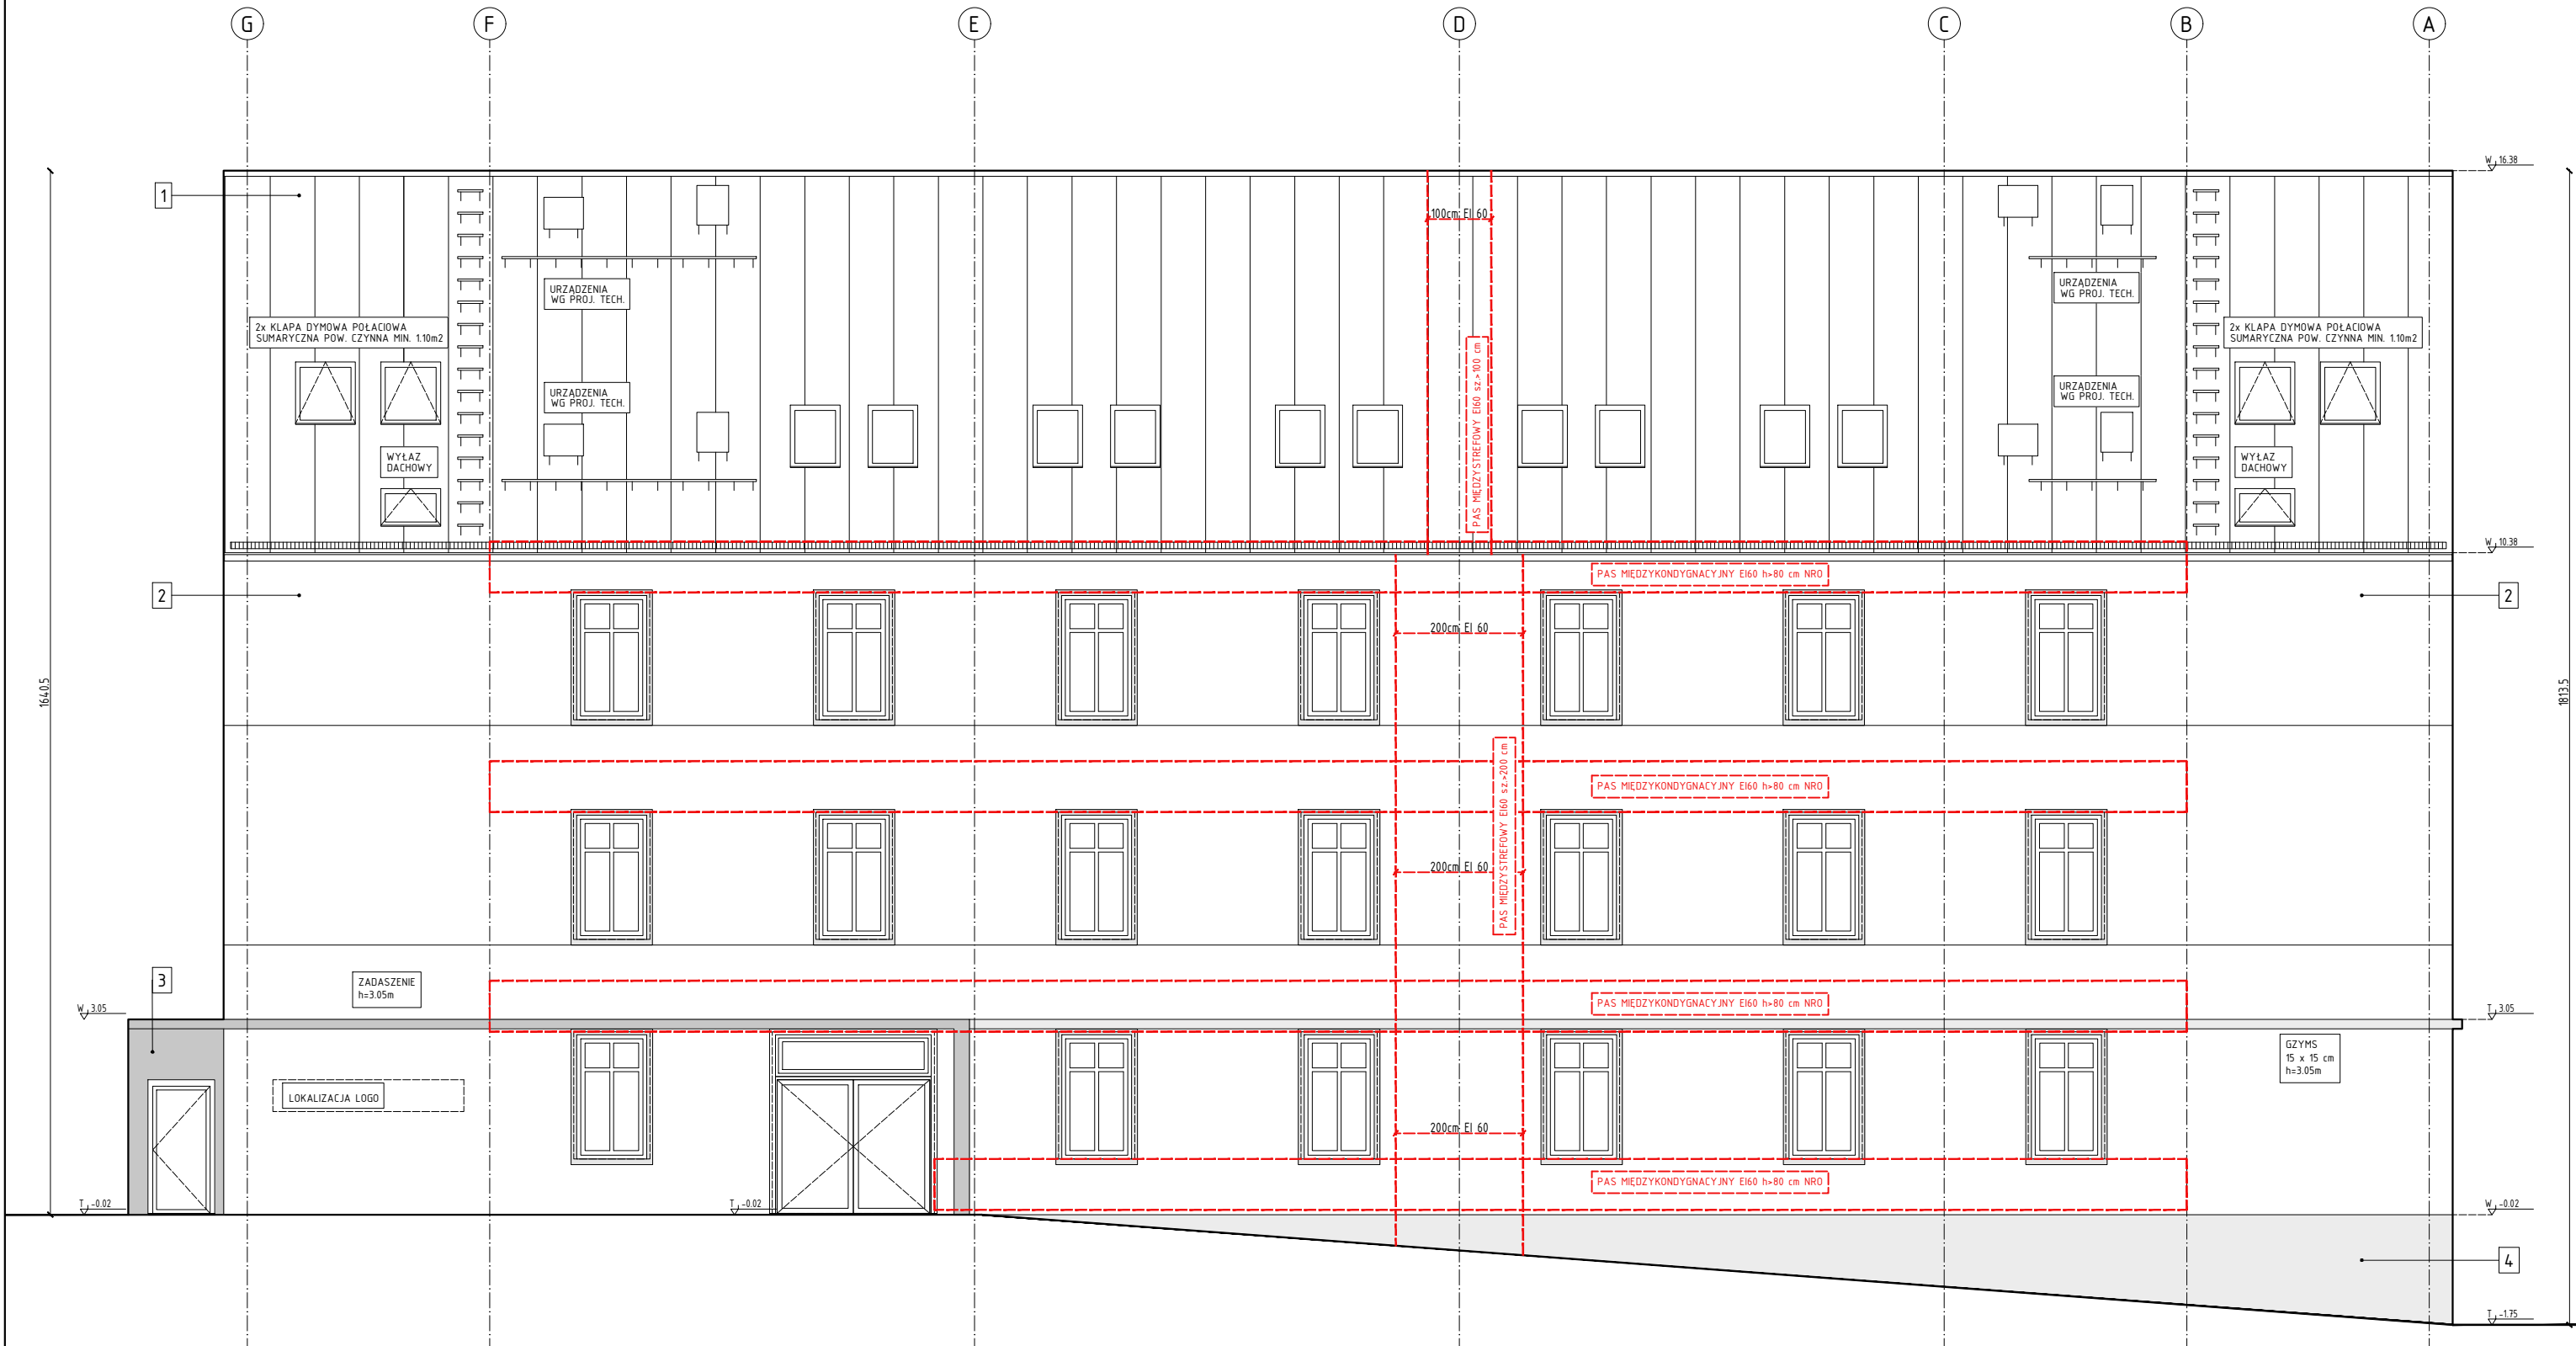 G
F
E
D
C
B
A
W 16.38
1
100cm EI 60
URZĄDZENIA
WG PROJ. TECH.
URZĄDZENIA
WG PROJ. TECH.
2x KLAPA DYMOWA POŁACIOWA
SUMARYCZNA POW. CZYNNA MIN. 1.10m2
2x KLAPA DYMOWA POŁACIOWA
SUMARYCZNA POW. CZYNNA MIN. 1.10m2
URZĄDZENIA
WG PROJ. TECH.
URZĄDZENIA
WG PROJ. TECH.
PAS MIĘDZYSTREFOWY EI60 sz.>100 cm
WYŁAZ
DACHOWY
WYŁAZ
DACHOWY
W 10.38
PAS MIĘDZYKONDYGNACYJNY EI60 h>80 cm NRO
2
2
200cm EI 60
1640.5
1813.5
PAS MIĘDZYKONDYGNACYJNY EI60 h>80 cm NRO
PAS MIĘDZYSTREFOWY EI60 sz.>200 cm
200cm EI 60
3
ZADASZENIE
h=3.05m
PAS MIĘDZYKONDYGNACYJNY EI60 h>80 cm NRO
W 3.05
T 3.05
GZYMS
15 x 15 cm
h=3.05m
LOKALIZACJA LOGO
200cm EI 60
PAS MIĘDZYKONDYGNACYJNY EI60 h>80 cm NRO
T -0.02
T -0.02
W -0.02
4
T -1.75